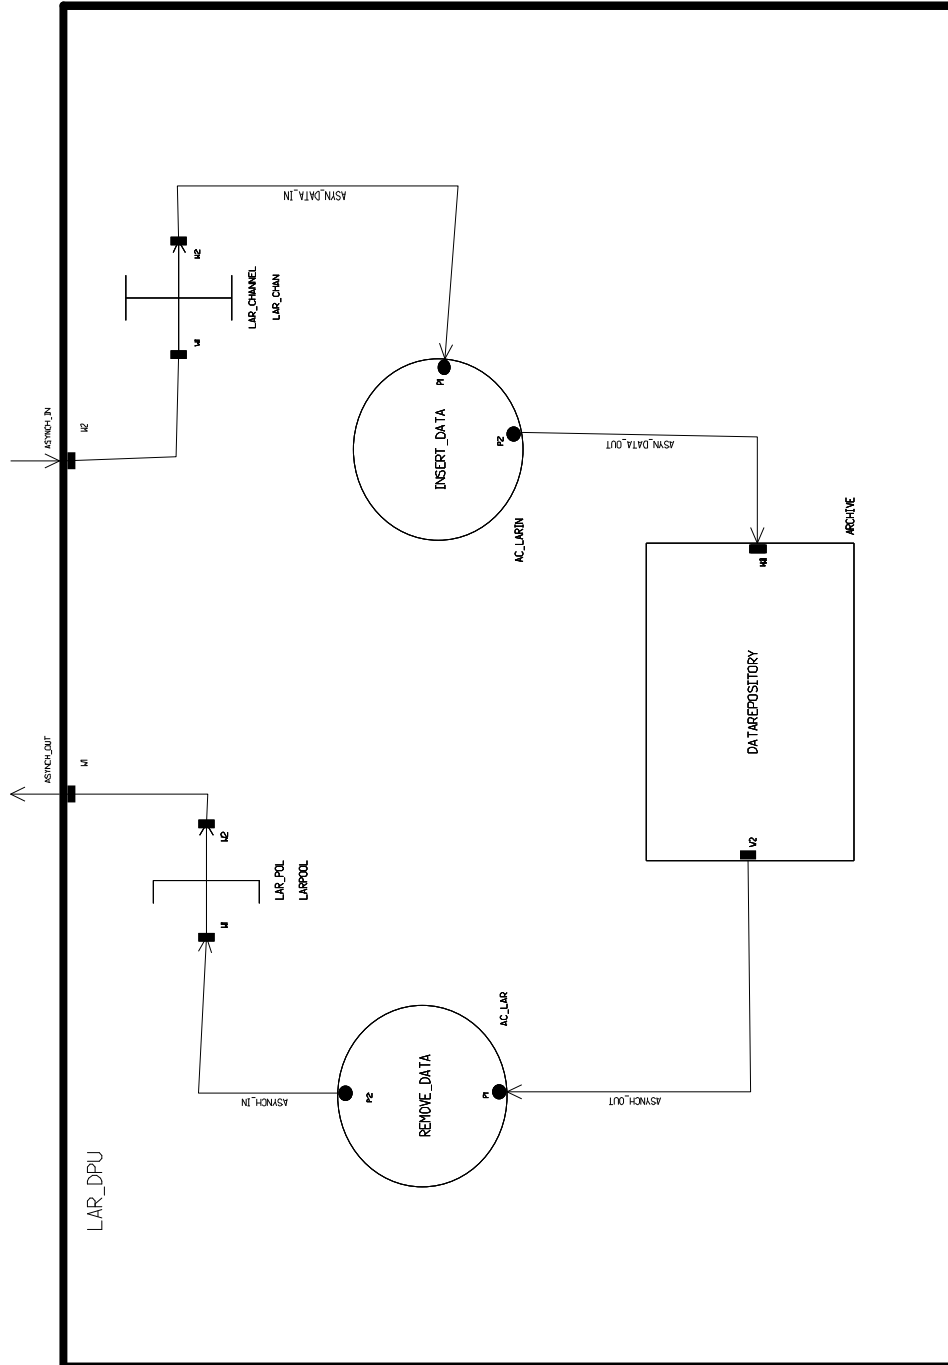 LAR_DPU
ASYNCH_OUT
W1
ASYNCH_IN
W2
LAR_POL
LARPOOL
W1
W2
LAR_CHANNEL
LAR_CHAN
W1
W2
ASYN_DATA_IN
ASYNCH_IN
REMOVE_DATA
P2
P1
AC_LAR
INSERT_DATA
P1
P2
AC_LARIN
ASYNCH_OUT
ASYN_DATA_OUT
DATAREPOSITORY
V2
ARCHIVE